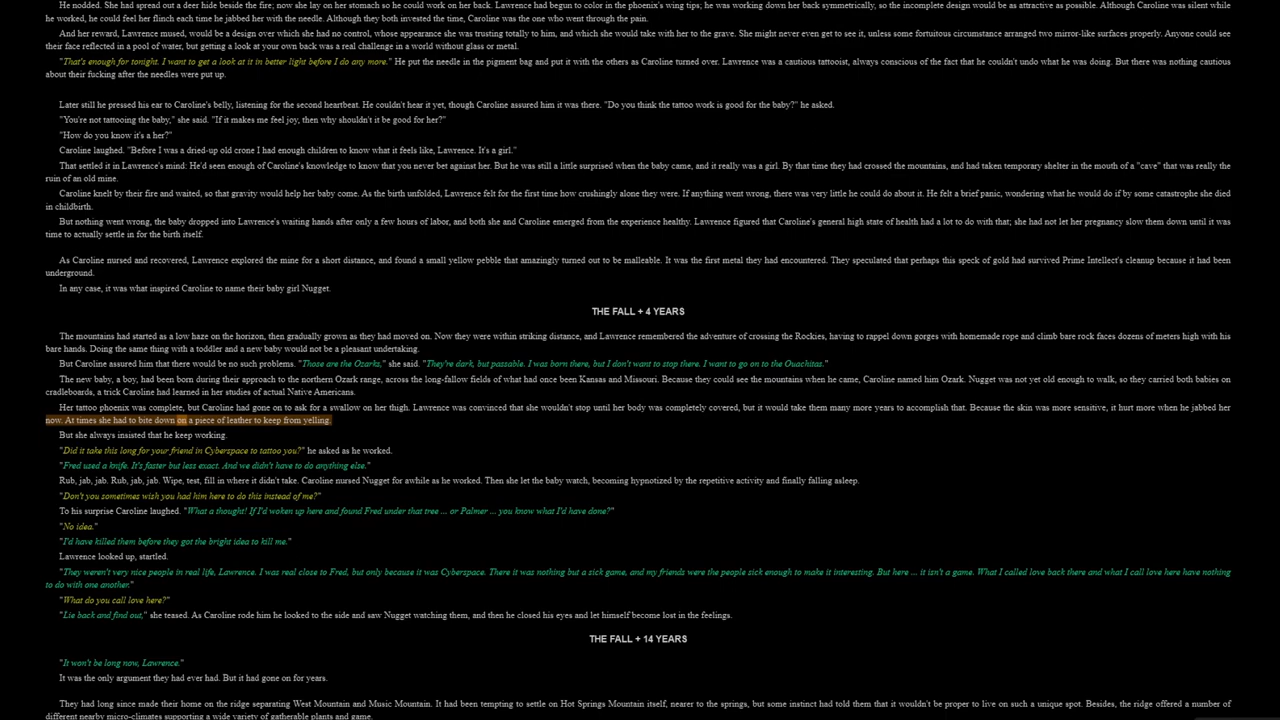 He nodded. She had spread out a deer hide beside the fire; now she lay on her stomach so he could work on her back. Lawrence had begun to color in the phoenix's wing tips; he was working down her back symmetrically, so the incomplete design would be as attractive as possible. Although Caroline was silent while
he worked, he could feel her flinch each time he jabbed her with the needle. Although they both invested the time, Caroline was the one who went through the pain.
And her reward, Lawrence mused, would be a design over which she had no control, whose appearance she was trusting totally to him, and which she would take with her to the grave. She might never even get to see it, unless some fortuitous circumstance arranged two mirror-like surfaces properly. Anyone could see
their face reflected in a pool of water, but getting a look at your own back was a real challenge in a world without glass or metal.
"That's enough for tonight. I want to get a look at it in better light before I do any more." He put the needle in the pigment bag and put it with the others as Caroline turned over. Lawrence was a cautious tattooist, always conscious of the fact that he couldn't undo what he was doing. But there was nothing cautious
about their fucking after the needles were put up.
Later still he pressed his ear to Caroline's belly, listening for the second heartbeat. He couldn't hear it yet, though Caroline assured him it was there. "Do you think the tattoo work is good for the baby?" he asked.
"You're not tattooing the baby," she said. "If it makes me feel joy, then why shouldn't it be good for her?"
"How do you know it's a her?"
Caroline laughed. "Before I was a dried-up old crone I had enough children to know what it feels like, Lawrence. It's a girl."
That settled it in Lawrence's mind: He'd seen enough of Caroline's knowledge to know that you never bet against her. But he was still a little surprised when the baby came, and it really was a girl. By that time they had crossed the mountains, and had taken temporary shelter in the mouth of a "cave" that was really the
ruin of an old mine.
Caroline knelt by their fire and waited, so that gravity would help her baby come. As the birth unfolded, Lawrence felt for the first time how crushingly alone they were. If anything went wrong, there was very little he could do about it. He felt a brief panic, wondering what he would do if by some catastrophe she died
in childbirth.
But nothing went wrong, the baby dropped into Lawrence's waiting hands after only a few hours of labor, and both she and Caroline emerged from the experience healthy. Lawrence figured that Caroline's general high state of health had a lot to do with that; she had not let her pregnancy slow them down until it was
time to actually settle in for the birth itself.
As Caroline nursed and recovered, Lawrence explored the mine for a short distance, and found a small yellow pebble that amazingly turned out to be malleable. It was the first metal they had encountered. They speculated that perhaps this speck of gold had survived Prime Intellect's cleanup because it had been
underground.
In any case, it was what inspired Caroline to name their baby girl Nugget.
THE FALL + 4 YEARS
The mountains had started as a low haze on the horizon, then gradually grown as they had moved on. Now they were within striking distance, and Lawrence remembered the adventure of crossing the Rockies, having to rappel down gorges with homemade rope and climb bare rock faces dozens of meters high with his
bare hands. Doing the same thing with a toddler and a new baby would not be a pleasant undertaking.
But Caroline assured him that there would be no such problems. "Those are the Ozarks," she said. "They're dark, but passable. I was born there, but I don't want to stop there. I want to go on to the Ouachitas."
The new baby, a boy, had been born during their approach to the northern Ozark range, across the long-fallow fields of what had once been Kansas and Missouri. Because they could see the mountains when he came, Caroline named him Ozark. Nugget was not yet old enough to walk, so they carried both babies on
cradleboards, a trick Caroline had learned in her studies of actual Native Americans.
Her tattoo phoenix was complete, but Caroline had gone on to ask for a swallow on her thigh. Lawrence was convinced that she wouldn't stop until her body was completely covered, but it would take them many more years to accomplish that. Because the skin was more sensitive, it hurt more when he jabbed her
now. At times she had to bite down on a piece of leather to keep from yelling.
But she always insisted that he keep working.
"Did it take this long for your friend in Cyberspace to tattoo you?" he asked as he worked.
"Fred used a knife. It's faster but less exact. And we didn't have to do anything else."
Rub, jab, jab. Rub, jab, jab. Wipe, test, fill in where it didn't take. Caroline nursed Nugget for awhile as he worked. Then she let the baby watch, becoming hypnotized by the repetitive activity and finally falling asleep.
"Don't you sometimes wish you had him here to do this instead of me?"
To his surprise Caroline laughed. "What a thought! If I'd woken up here and found Fred under that tree ... or Palmer ... you know what I'd have done?"
"No idea."
"I'd have killed them before they got the bright idea to kill me."
Lawrence looked up, startled.
"They weren't very nice people in real life, Lawrence. I was real close to Fred, but only because it was Cyberspace. There it was nothing but a sick game, and my friends were the people sick enough to make it interesting. But here ... it isn't a game. What I called love back there and what I call love here have nothing
to do with one another."
"What do you call love here?"
"Lie back and find out," she teased. As Caroline rode him he looked to the side and saw Nugget watching them, and then he closed his eyes and let himself become lost in the feelings.
THE FALL + 14 YEARS
"It won't be long now, Lawrence."
It was the only argument they had ever had. But it had gone on for years.
They had long since made their home on the ridge separating West Mountain and Music Mountain. It had been tempting to settle on Hot Springs Mountain itself, nearer to the springs, but some instinct had told them that it wouldn't be proper to live on such a unique spot. Besides, the ridge offered a number of
different nearby micro-climates supporting a wide variety of gatherable plants and game.